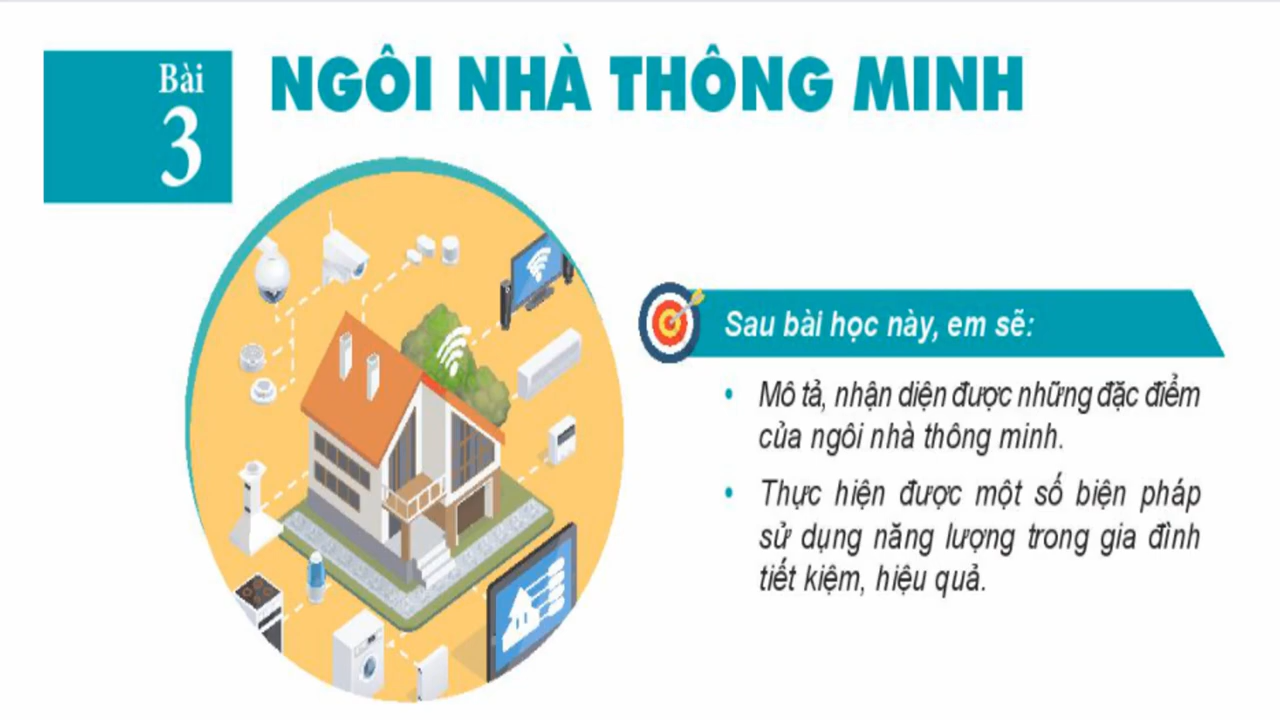 Bài
3
NGÔI NHÀ THÔNG MINH
Sau bài học này, em sẽ:
• Mô tả, nhận diện được những đặc điểm
của ngôi nhà thông minh.
• Thực hiện được một số biện pháp
sử dụng năng lượng trong gia đình
tiết kiệm, hiệu quả.